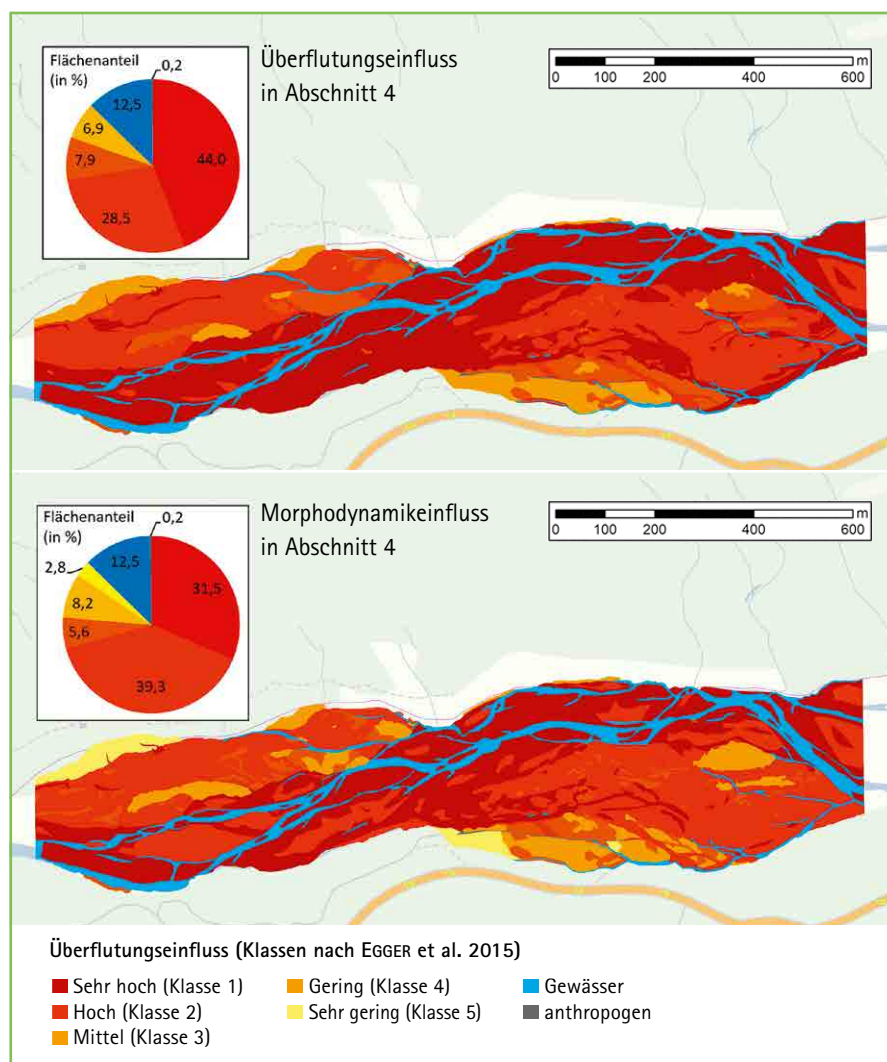 Flächenanteil
(in %)
0,2
12,5
6,9
7,9
28,5
44,0
Überflutungseinfluss
in Abschnitt 4
m
0 100 200 400 600
Flächenanteil
(in %)
0,2
12,5
2,8
8,2
5,6
39,3
31,5
Morphodynamikeinfluss
in Abschnitt 4
m
0 100 200 400 600
Überflutungseinfluss (Klassen nach EGGER et al. 2015)
Sehr hoch (Klasse 1)
Hoch (Klasse 2)
Mittel (Klasse 3)
Gering (Klasse 4)
Sehr gering (Klasse 5)
Gewässer
anthropogen